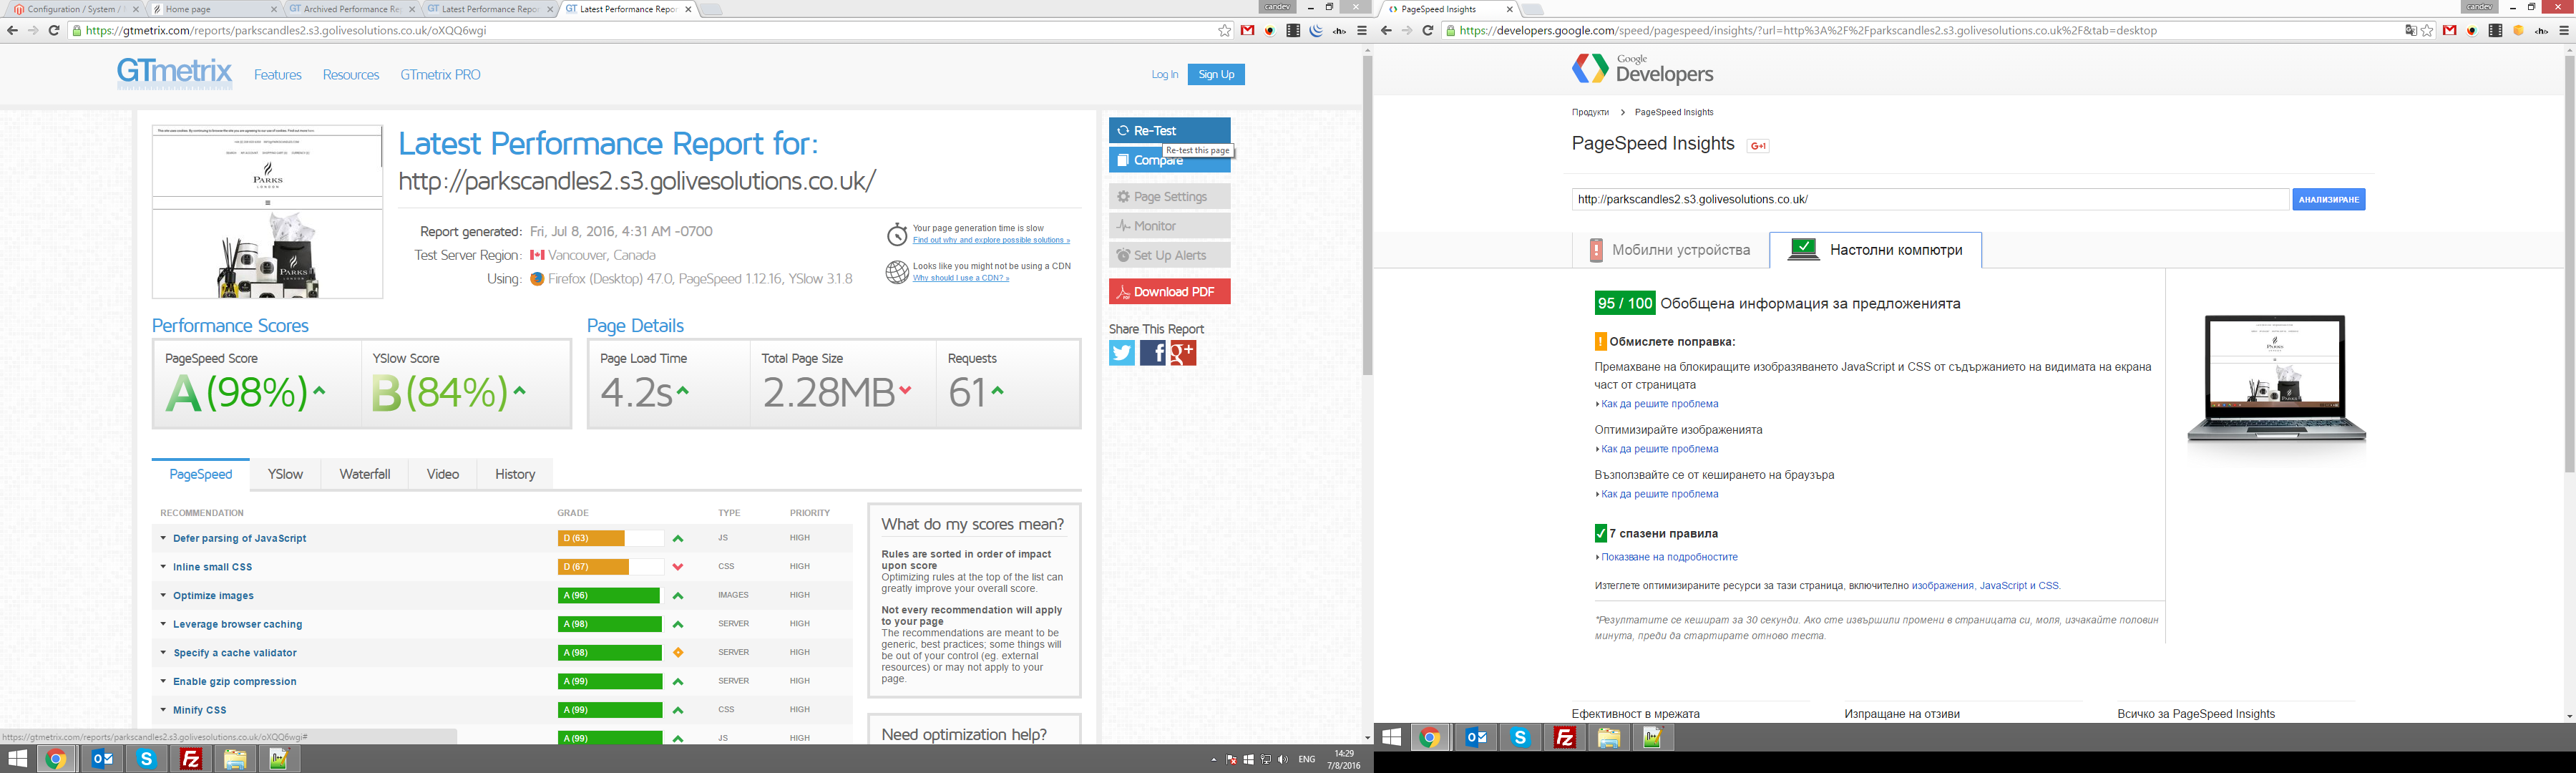 Configuration / System /
Home page
Archived Performance Re
Latest Performance Repor
Latest Performance Repor
candev
https://gtmetrix.com/reports/parkscandles2.s3.golivesolutions.co.uk/oXQQ6wgi
GTmetrix
Features
Resources
GTmetrix PRO
Log In
Sign Up
PARKS
LONDON
Latest Performance Report for:
http://parkscandles2.s3.golivesolutions.co.uk/
Report generated: Fri, Jul 8, 2016, 4:31 AM -0700
Test Server Region: Vancouver, Canada
Using: Firefox (Desktop) 47.0, PageSpeed 1.12.16, YSlow 3.1.8
Your page generation time is slow
Find out why and explore possible solutions »
Looks like you might not be using a CDN
Why should I use a CDN? »
Re-Test
Re-test this page
Compare
Page Settings
Monitor
Set Up Alerts
Download PDF
Share This Report
Performance Scores
PageSpeed Score
A (98%)
YSlow Score
B (84%)
Page Details
Page Load Time
4.2s
Total Page Size
2.28MB
Requests
61
PageSpeed
YSlow
Waterfall
Video
History
RECOMMENDATION GRADE TYPE PRIORITY
Defer parsing of JavaScript D (63) JS HIGH
Inline small CSS D (67) CSS HIGH
Optimize images A (96) IMAGES HIGH
Leverage browser caching A (98) SERVER HIGH
Specify a cache validator A (98) SERVER HIGH
Enable gzip compression A (99) SERVER HIGH
Minify CSS A (99) CSS HIGH
A (99) JS HIGH
What do my scores mean?
Rules are sorted in order of impact
upon score
Optimizing rules at the top of the list can
greatly improve your overall score.
Not every recommendation will apply
to your page
The recommendations are meant to be
generic, best practices; some things will
be out of your control (eg. external
resources) or may not apply to your
page.
Need optimization help?
https://gtmetrix.com/reports/parkscandles2.s3.golivesolutions.co.uk/oXQQ6wgi#
ENG
14:29
7/8/2016
PageSpeed Insights
candev
https://developers.google.com/speed/pagespeed/insights/?url=http%3A%2F%2Fparkscandles2.s3.golivesolutions.co.uk%2F&tab=desktop
Google
Developers
Продукти > PageSpeed Insights
PageSpeed Insights
G+1
http://parkscandles2.s3.golivesolutions.co.uk/
АНАЛИЗИРАНЕ
Мобилни устройства
Настолни компютри
95 / 100 Обобщена информация за предложенията
! Обмислете поправка:
Премахване на блокиращите изобразяването JavaScript и CSS от съдържанието на видимата на екрана
част от страницата
Как да решите проблема
Оптимизирайте изображенията
Как да решите проблема
Възползвайте се от кеширането на браузъра
Как да решите проблема
7 спазени правила
Показване на подробностите
Изтеглете оптимизираните ресурси за тази страница, включително изображения, JavaScript и CSS.
*Резултатите се кешират за 30 секунди. Ако сте извършили промени в страницата си, моля, изчакайте половин
минута, преди да стартирате отново теста.
Ефективност в мрежата
Изпращане на отзиви
Всичко за PageSpeed Insights